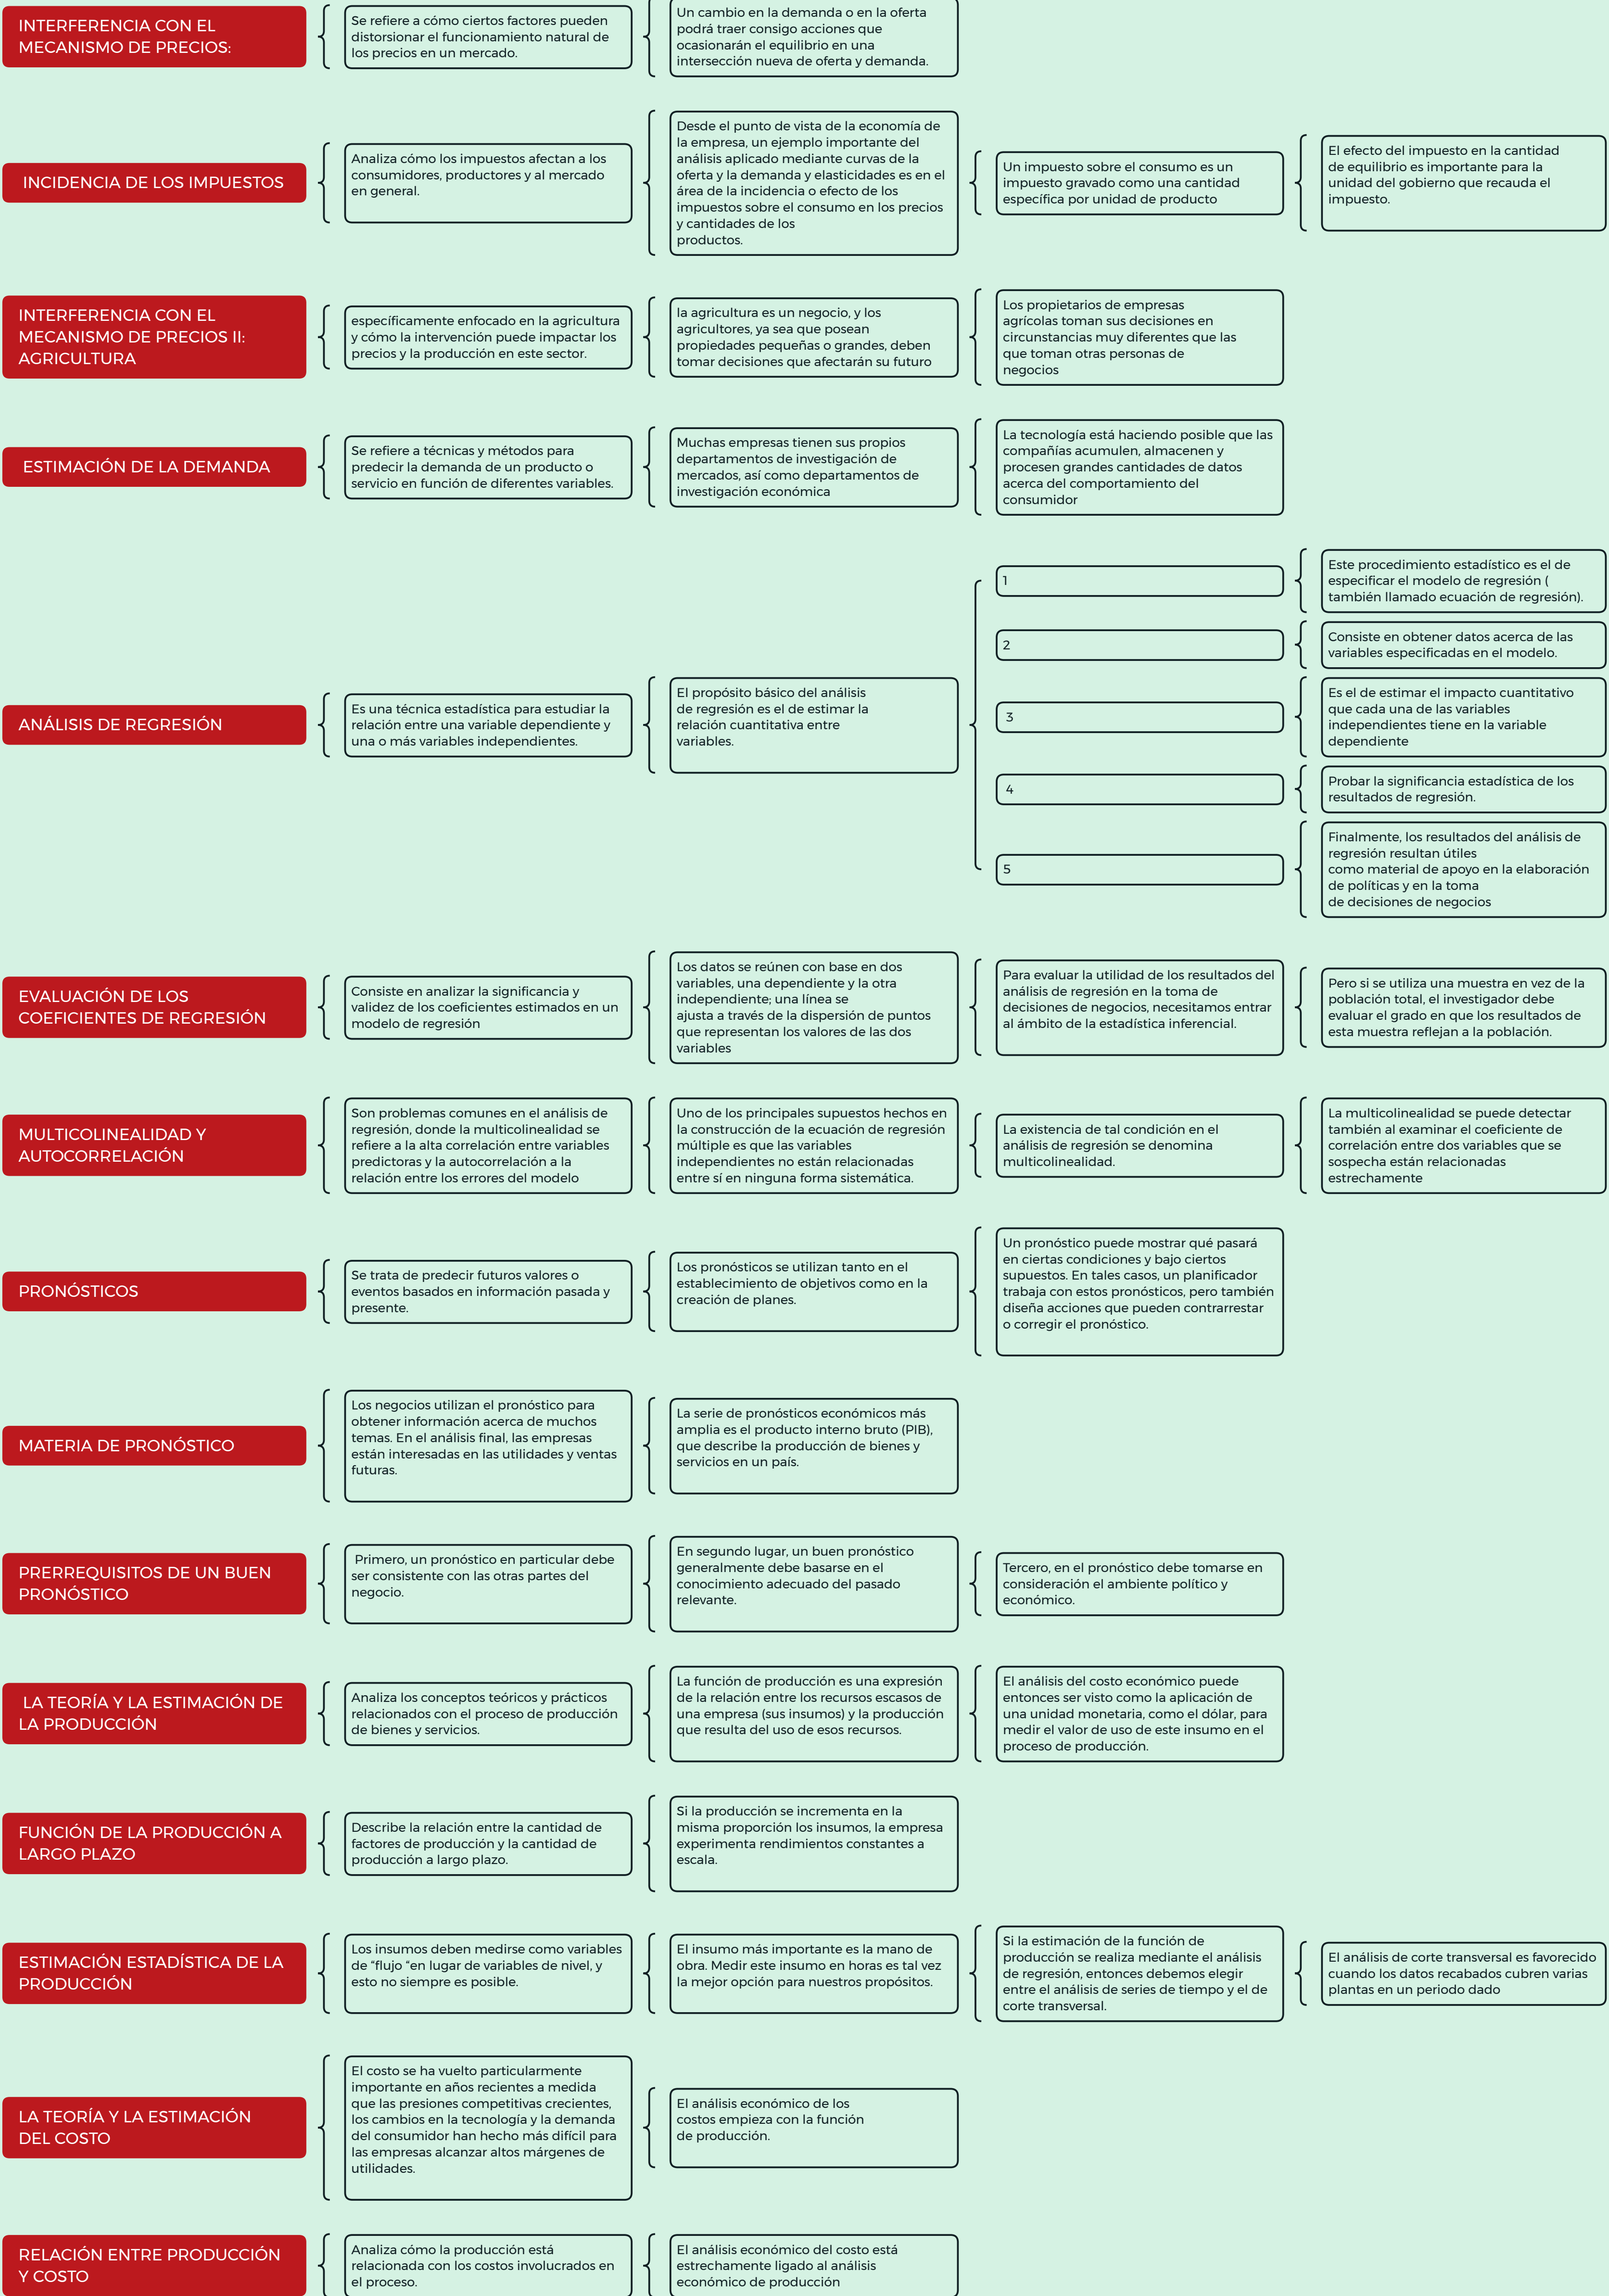 INTERFERENCIA CON EL
MECANISMO DE PRECIOS:
Se refiere a cómo ciertos factores pueden
distorsionar el funcionamiento natural de
los precios en un mercado.
Un cambio en la demanda o en la oferta
podrá traer consigo acciones que
ocasionarán el equilibrio en una
intersección nueva de oferta y demanda.
INCIDENCIA DE LOS IMPUESTOS
Analiza cómo los impuestos afectan a los
consumidores, productores y al mercado
en general.
Desde el punto de vista de la economía de
la empresa, un ejemplo importante del
análisis aplicado mediante curvas de la
oferta y la demanda y elasticidades es en el
área de la incidencia o efecto de los
impuestos sobre el consumo en los precios
y cantidades de los
productos.
Un impuesto sobre el consumo es un
impuesto gravado como una cantidad
específica por unidad de producto
El efecto del impuesto en la cantidad
de equilibrio es importante para la
unidad del gobierno que recauda el
impuesto.
INTERFERENCIA CON EL
MECANISMO DE PRECIOS II:
AGRICULTURA
específicamente enfocado en la agricultura
y cómo la intervención puede impactar los
precios y la producción en este sector.
la agricultura es un negocio, y los
agricultores, ya sea que posean
propiedades pequeñas o grandes, deben
tomar decisiones que afectarán su futuro
Los propietarios de empresas
agrícolas toman sus decisiones en
circunstancias muy diferentes que las
que toman otras personas de
negocios
ESTIMACIÓN DE LA DEMANDA
Se refiere a técnicas y métodos para
predecir la demanda de un producto o
servicio en función de diferentes variables.
Muchas empresas tienen sus propios
departamentos de investigación de
mercados, así como departamentos de
investigación económica
La tecnología está haciendo posible que las
compañías acumulen, almacenen y
procesen grandes cantidades de datos
acerca del comportamiento del
consumidor
ANÁLISIS DE REGRESIÓN
Es una técnica estadística para estudiar la
relación entre una variable dependiente y
una o más variables independientes.
El propósito básico del análisis
de regresión es el de estimar la
relación cuantitativa entre
variables.
1
Este procedimiento estadístico es el de
especificar el modelo de regresión (
también llamado ecuación de regresión).
2
Consiste en obtener datos acerca de las
variables especificadas en el modelo.
3
Es el de estimar el impacto cuantitativo
que cada una de las variables
independientes tiene en la variable
dependiente
4
Probar la significancia estadística de los
resultados de regresión.
5
Finalmente, los resultados del análisis de
regresión resultan útiles
como material de apoyo en la elaboración
de políticas y en la toma
de decisiones de negocios
EVALUACIÓN DE LOS
COEFICIENTES DE REGRESIÓN
Consiste en analizar la significancia y
validez de los coeficientes estimados en un
modelo de regresión
Los datos se reúnen con base en dos
variables, una dependiente y la otra
independiente; una línea se
ajusta a través de la dispersión de puntos
que representan los valores de las dos
variables
Para evaluar la utilidad de los resultados del
análisis de regresión en la toma de
decisiones de negocios, necesitamos entrar
al ámbito de la estadística inferencial.
Pero si se utiliza una muestra en vez de la
población total, el investigador debe
evaluar el grado en que los resultados de
esta muestra reflejan a la población.
MULTICOLINEALIDAD Y
AUTOCORRELACIÓN
Son problemas comunes en el análisis de
regresión, donde la multicolinealidad se
refiere a la alta correlación entre variables
predictoras y la autocorrelación a la
relación entre los errores del modelo
Uno de los principales supuestos hechos en
la construcción de la ecuación de regresión
múltiple es que las variables
independientes no están relacionadas
entre sí en ninguna forma sistemática.
La existencia de tal condición en el
análisis de regresión se denomina
multicolinealidad.
La multicolinealidad se puede detectar
también al examinar el coeficiente de
correlación entre dos variables que se
sospecha están relacionadas
estrechamente
PRONÓSTICOS
Se trata de predecir futuros valores o
eventos basados en información pasada y
presente.
Los pronósticos se utilizan tanto en el
establecimiento de objetivos como en la
creación de planes.
Un pronóstico puede mostrar qué pasará
en ciertas condiciones y bajo ciertos
supuestos. En tales casos, un planificador
trabaja con estos pronósticos, pero también
diseña acciones que pueden contrarrestar
o corregir el pronóstico.
MATERIA DE PRONÓSTICO
Los negocios utilizan el pronóstico para
obtener información acerca de muchos
temas. En el análisis final, las empresas
están interesadas en las utilidades y ventas
futuras.
La serie de pronósticos económicos más
amplia es el producto interno bruto (PIB),
que describe la producción de bienes y
servicios en un país.
PRERREQUISITOS DE UN BUEN
PRONÓSTICO
Primero, un pronóstico en particular debe
ser consistente con las otras partes del
negocio.
En segundo lugar, un buen pronóstico
generalmente debe basarse en el
conocimiento adecuado del pasado
relevante.
Tercero, en el pronóstico debe tomarse en
consideración el ambiente político y
económico.
LA TEORÍA Y LA ESTIMACIÓN DE
LA PRODUCCIÓN
Analiza los conceptos teóricos y prácticos
relacionados con el proceso de producción
de bienes y servicios.
La función de producción es una expresión
de la relación entre los recursos escasos de
una empresa (sus insumos) y la producción
que resulta del uso de esos recursos.
El análisis del costo económico puede
entonces ser visto como la aplicación de
una unidad monetaria, como el dólar, para
medir el valor de uso de este insumo en el
proceso de producción.
FUNCIÓN DE LA PRODUCCIÓN A
LARGO PLAZO
Describe la relación entre la cantidad de
factores de producción y la cantidad de
producción a largo plazo.
Si la producción se incrementa en la
misma proporción los insumos, la empresa
experimenta rendimientos constantes a
escala.
ESTIMACIÓN ESTADÍSTICA DE LA
PRODUCCIÓN
Los insumos deben medirse como variables
de “flujo “en lugar de variables de nivel, y
esto no siempre es posible.
El insumo más importante es la mano de
obra. Medir este insumo en horas es tal vez
la mejor opción para nuestros propósitos.
Si la estimación de la función de
producción se realiza mediante el análisis
de regresión, entonces debemos elegir
entre el análisis de series de tiempo y el de
corte transversal.
El análisis de corte transversal es favorecido
cuando los datos recabados cubren varias
plantas en un periodo dado
LA TEORÍA Y LA ESTIMACIÓN
DEL COSTO
El costo se ha vuelto particularmente
importante en años recientes a medida
que las presiones competitivas crecientes,
los cambios en la tecnología y la demanda
del consumidor han hecho más difícil para
las empresas alcanzar altos márgenes de
utilidades.
El análisis económico de los
costos empieza con la función
de producción.
RELACIÓN ENTRE PRODUCCIÓN
Y COSTO
Analiza cómo la producción está
relacionada con los costos involucrados en
el proceso.
El análisis económico del costo está
estrechamente ligado al análisis
económico de producción